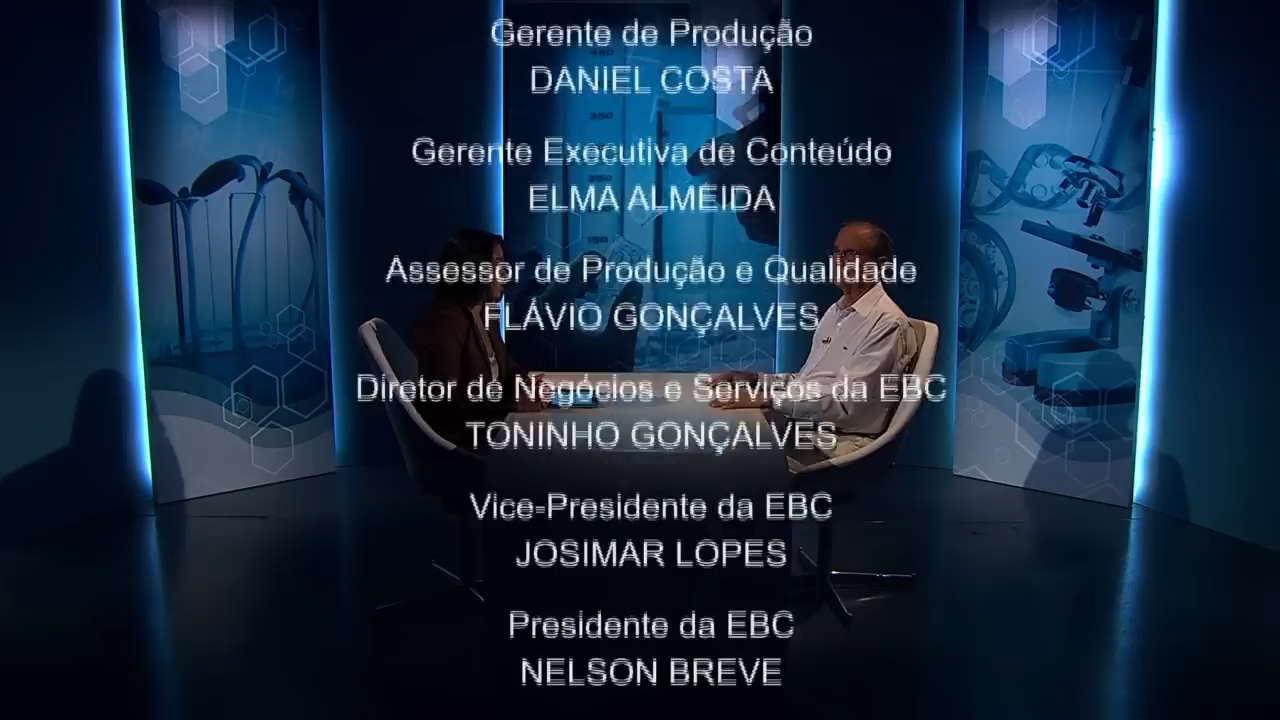 Gerente de Produção
DANIEL COSTA
Gerente Executiva de Conteúdo
ELMA ALMEIDA
Assessor de Produção e Qualidade
FLÁVIO GONÇALVES
Diretor de Negócios e Serviços da EBC
TONINHO GONÇALVES
Vice-Presidente da EBC
JOSIMAR LOPES
Presidente da EBC
NELSON BREVE